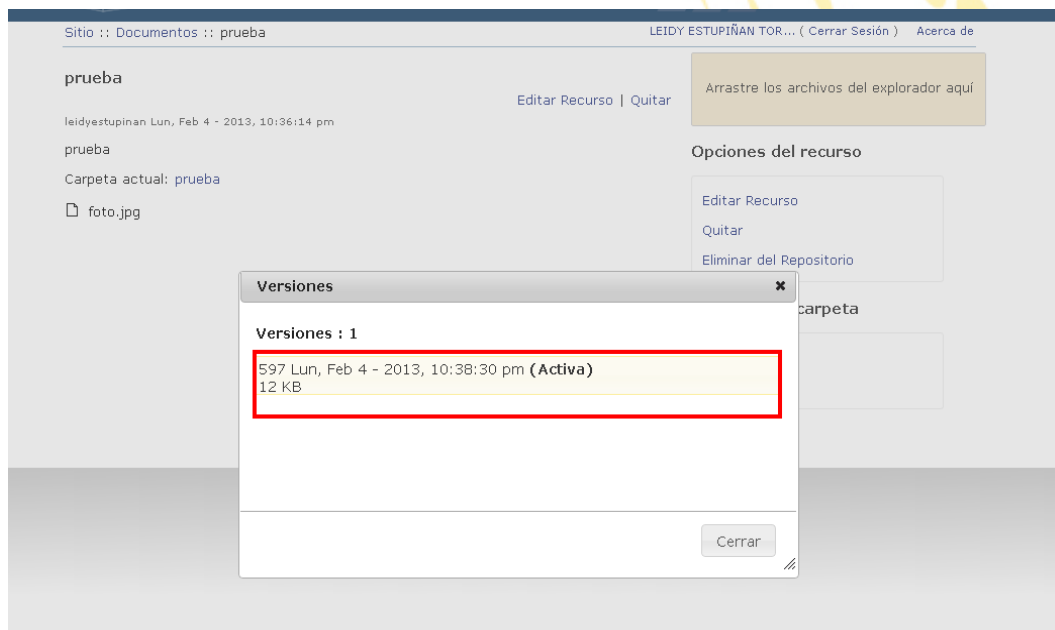 Sitio :: Documentos :: prueba
LEIDY ESTUPIÑAN TOR... ( Cerrar Sesión ) Acerca de
prueba
Editar Recurso | Quitar
leidyestupinan Lun, Feb 4 - 2013, 10:36:14 pm
prueba
Carpeta actual: prueba
foto.jpg
Arrastre los archivos del explorador aquí
Opciones del recurso
Editar Recurso
Quitar
Eliminar del Repositorio
carpeta
Versiones
Versiones : 1
597 Lun, Feb 4 - 2013, 10:38:30 pm (Activa)
12 KB
Cerrar